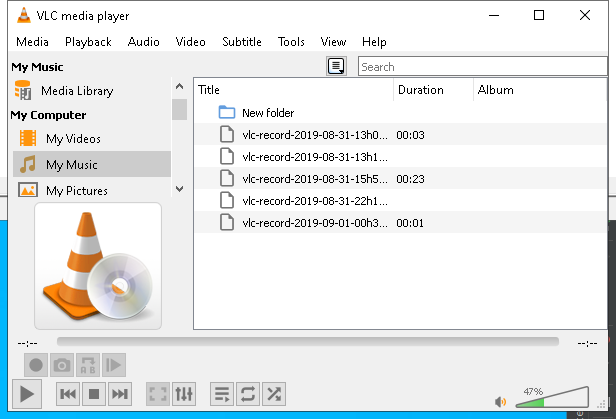 VLC media player
Media Playback Audio Video Subtitle Tools View Help
My Music
Search
Media Library
My Computer
My Videos
My Music
My Pictures
Title Duration Album
New folder
vlc-record-2019-08-31-13h0... 00:03
vlc-record-2019-08-31-13h1...
vlc-record-2019-08-31-15h5... 00:23
vlc-record-2019-08-31-22h1...
vlc-record-2019-09-01-00h3... 00:01
--:-- --:--
47%